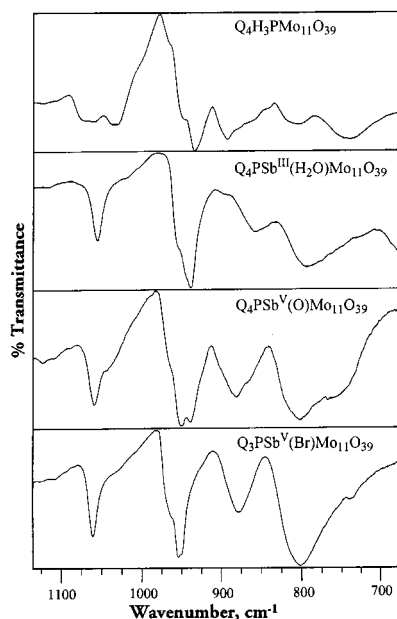 Q₄H₃PMo₁₁O₃₉
Q₄PSbᴵᴵᴵ(H₂O)Mo₁₁O₃₉
Q₄PSbⱽ(O)Mo₁₁O₃₉
Q₃PSbⱽ(Br)Mo₁₁O₃₉
% Transmittance
1100 1000 900 800 700
Wavenumber, cm⁻¹